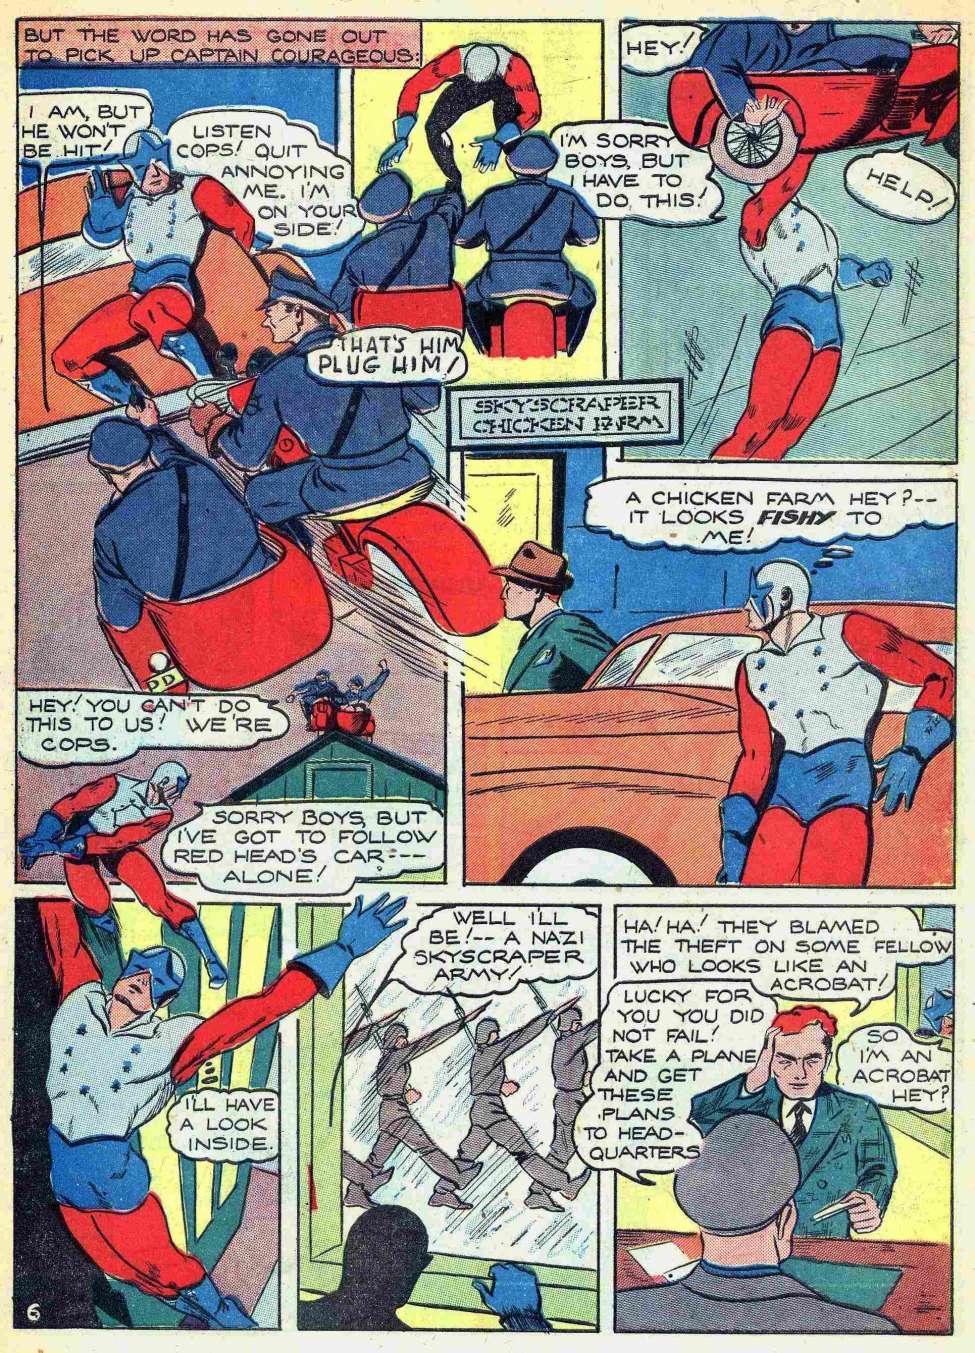 BUT THE WORD HAS GONE OUT
TO PICK UP CAPTAIN COURAGEOUS:
I AM, BUT
HE WON'T
BE HIT!
LISTEN
COPS! QUIT
ANNOYING
ME. I'M
ON YOUR
SIDE!
THAT'S HIM
PLUG HIM!
PD
I'M SORRY
BOYS, BUT
I HAVE TO
DO THIS!
HEY!
HELP!
HEY! YOU CAN'T DO
THIS TO US! WE'RE
COPS.
SORRY BOYS, BUT
I'VE GOT TO FOLLOW
RED HEAD'S CAR----
ALONE!
SKYSCRAPER
CHICKEN FARM
A CHICKEN FARM HEY?--
IT LOOKS FISHY TO
ME!
I'LL HAVE
A LOOK
INSIDE.
WELL I'LL
BE!-- A NAZI
SKYSCRAPER
ARMY!
HA! HA! THEY BLAMED
THE THEFT ON SOME FELLOW
WHO LOOKS LIKE AN
ACROBAT!
LUCKY FOR
YOU YOU DID
NOT FAIL!
TAKE A PLANE
AND GET
THESE
PLANS
TO HEAD-
QUARTERS
SO
I'M AN
ACROBAT
HEY?
6